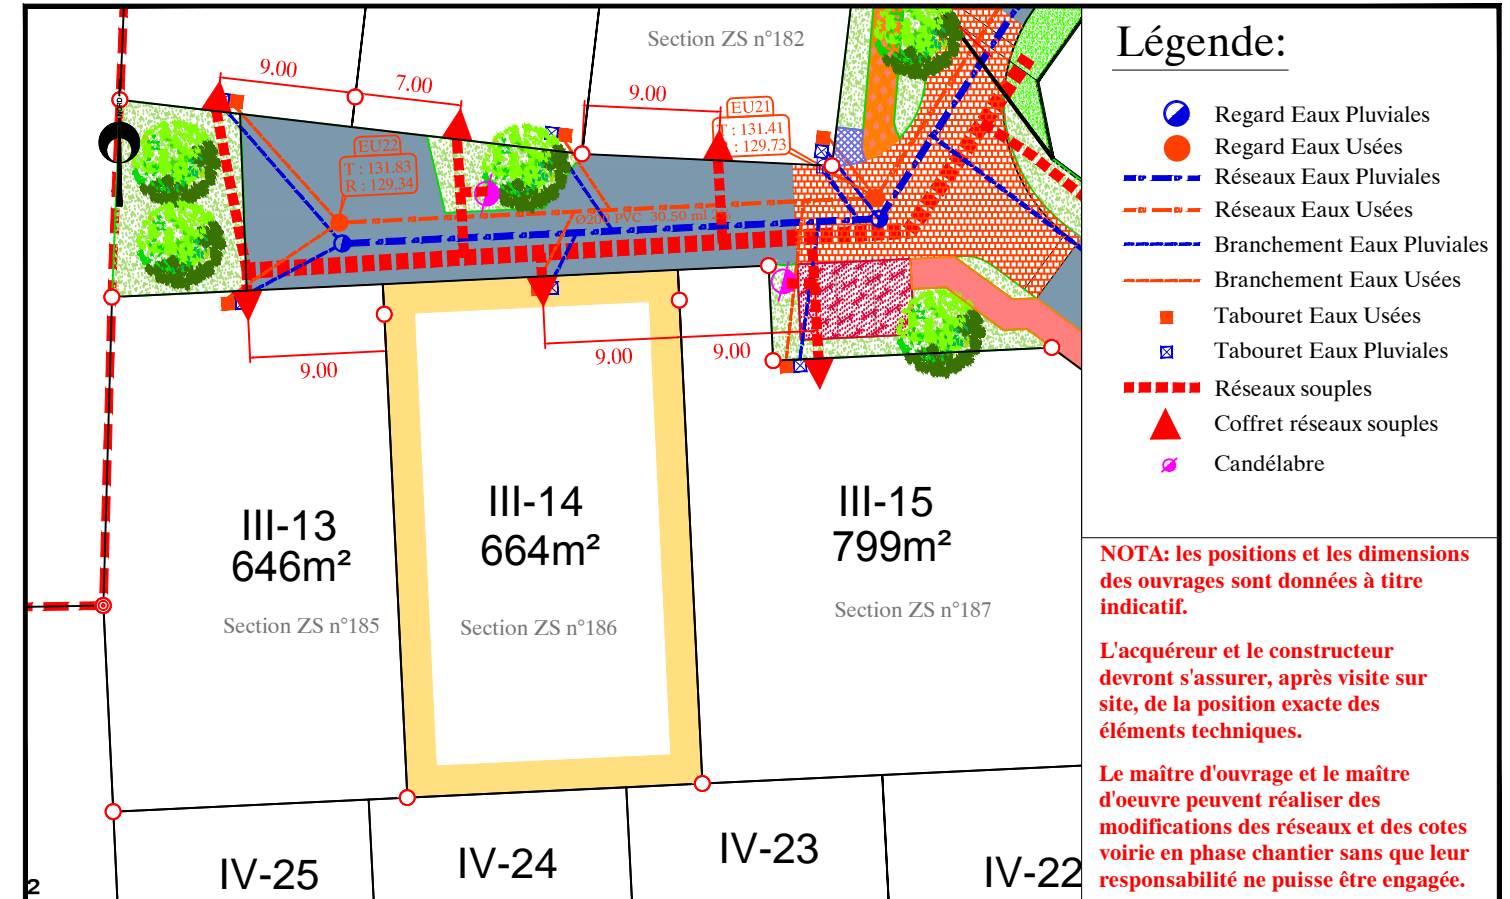 Section ZS n°182
9.00
7.00
9.00
EU21
T : 131.41
: 129.73
EU22
T : 131.83
R : 129.34
Ø200 PVC 30.50 ml
9.00
9.00
9.00
III-13
646m²
Section ZS n°185
III-14
664m²
Section ZS n°186
III-15
799m²
Section ZS n°187
IV-25
IV-24
IV-23
IV-22
2
Légende:
Regard Eaux Pluviales
Regard Eaux Usées
Réseaux Eaux Pluviales
Réseaux Eaux Usées
Branchement Eaux Pluviales
Branchement Eaux Usées
Tabouret Eaux Usées
Tabouret Eaux Pluviales
Réseaux souples
Coffret réseaux souples
Candélabre
NOTA: les positions et les dimensions
des ouvrages sont données à titre
indicatif.
L'acquéreur et le constructeur
devront s'assurer, après visite sur
site, de la position exacte des
éléments techniques.
Le maître d'ouvrage et le maître
d'oeuvre peuvent réaliser des
modifications des réseaux et des cotes
voirie en phase chantier sans que leur
responsabilité ne puisse être engagée.